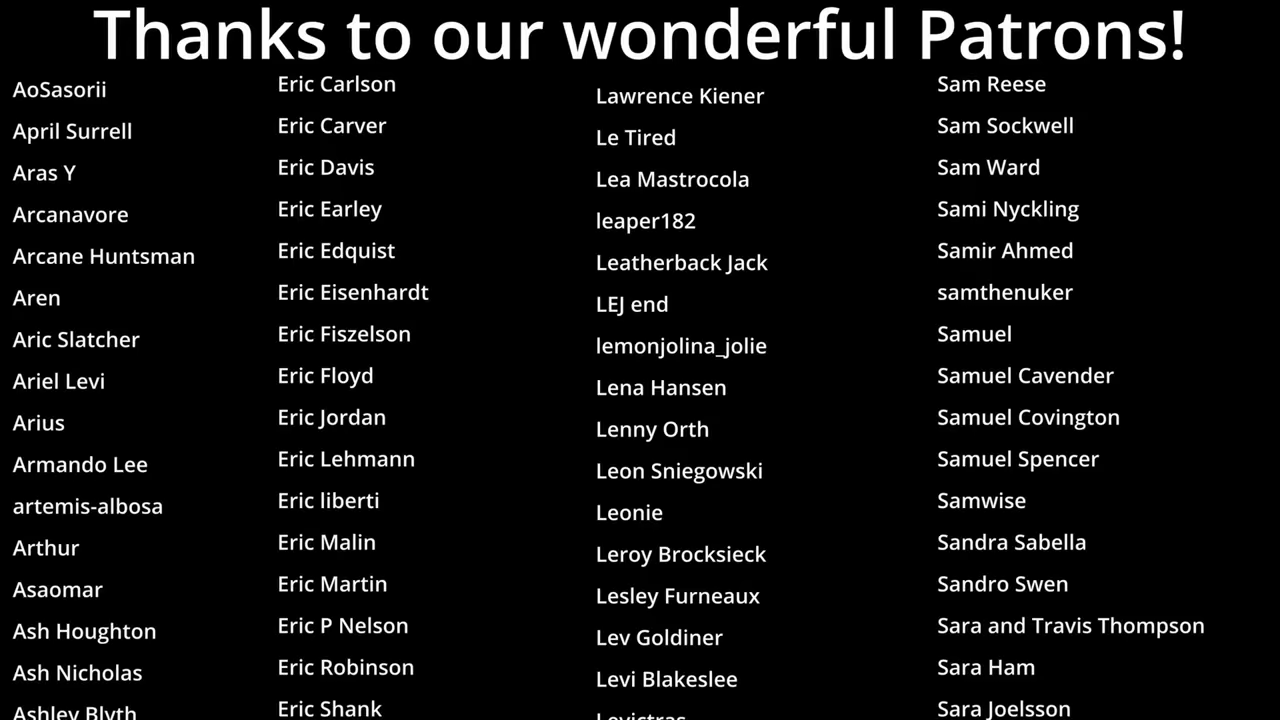 Thanks to our wonderful Patrons!
AoSasorii
April Surrell
Aras Y
Arcanavore
Arcane Huntsman
Aren
Aric Slatcher
Ariel Levi
Arius
Armando Lee
artemis-albosa
Arthur
Asaomar
Ash Houghton
Ash Nicholas
Ashley Blyth
Eric Carlson
Eric Carver
Eric Davis
Eric Earley
Eric Edquist
Eric Eisenhardt
Eric Fiszelson
Eric Floyd
Eric Jordan
Eric Lehmann
Eric liberti
Eric Malin
Eric Martin
Eric P Nelson
Eric Robinson
Eric Shank
Lawrence Kiener
Le Tired
Lea Mastrocola
leaper182
Leatherback Jack
LEJ end
lemonjolina_jolie
Lena Hansen
Lenny Orth
Leon Sniegowski
Leonie
Leroy Brocksieck
Lesley Furneaux
Lev Goldiner
Levi Blakeslee
Levictras
Sam Reese
Sam Sockwell
Sam Ward
Sami Nyckling
Samir Ahmed
samthenuker
Samuel
Samuel Cavender
Samuel Covington
Samuel Spencer
Samwise
Sandra Sabella
Sandro Swen
Sara and Travis Thompson
Sara Ham
Sara Joelsson